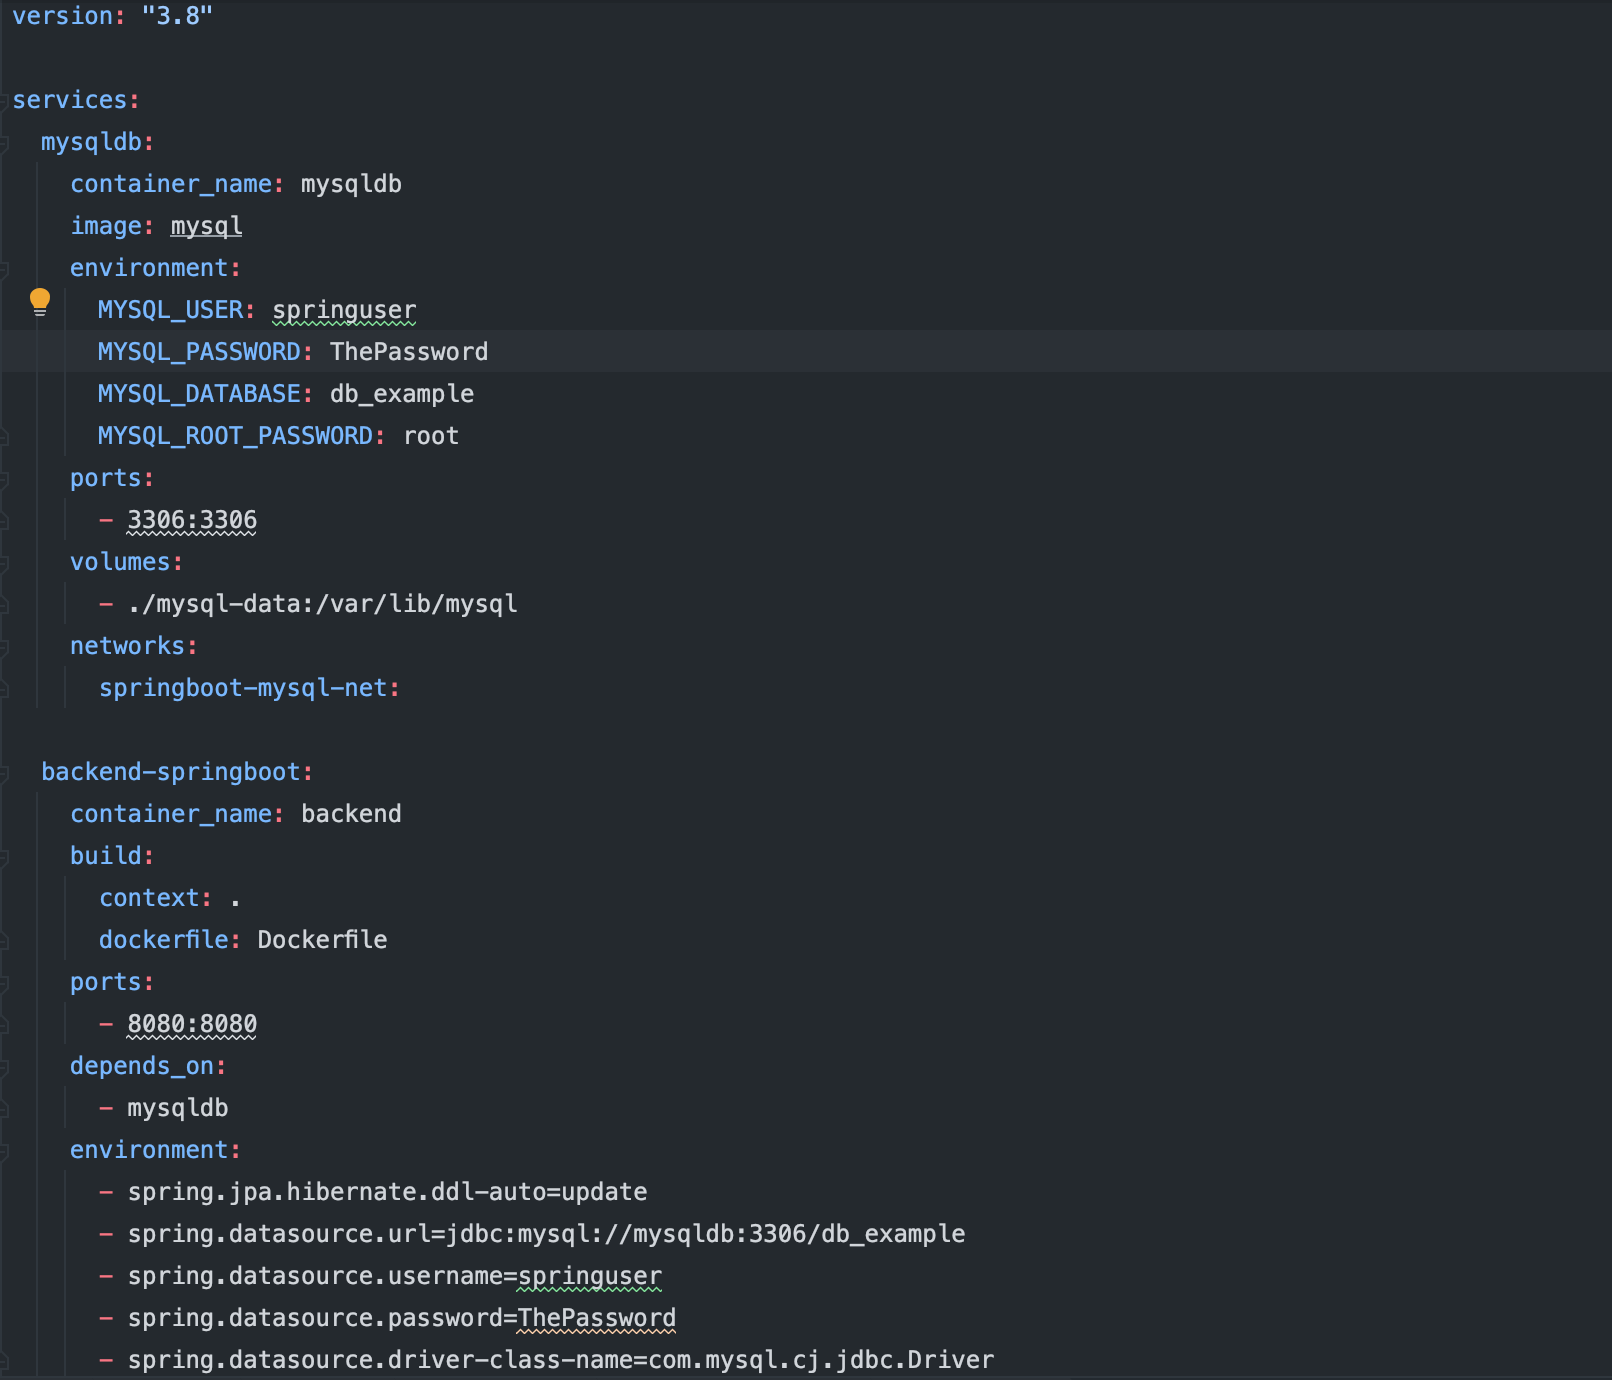 version: "3.8"
services:
mysqldb:
container_name: mysqldb
image: mysql
environment:
MYSQL_USER: springuser
MYSQL_PASSWORD: ThePassword
MYSQL_DATABASE: db_example
MYSQL_ROOT_PASSWORD: root
ports:
- 3306:3306
volumes:
- ./mysql-data:/var/lib/mysql
networks:
springboot-mysql-net:
backend-springboot:
container_name: backend
build:
context: .
dockerfile: Dockerfile
ports:
- 8080:8080
depends_on:
- mysqldb
environment:
- spring.jpa.hibernate.ddl-auto=update
- spring.datasource.url=jdbc:mysql://mysqldb:3306/db_example
- spring.datasource.username=springuser
- spring.datasource.password=ThePassword
- spring.datasource.driver-class-name=com.mysql.cj.jdbc.Driver